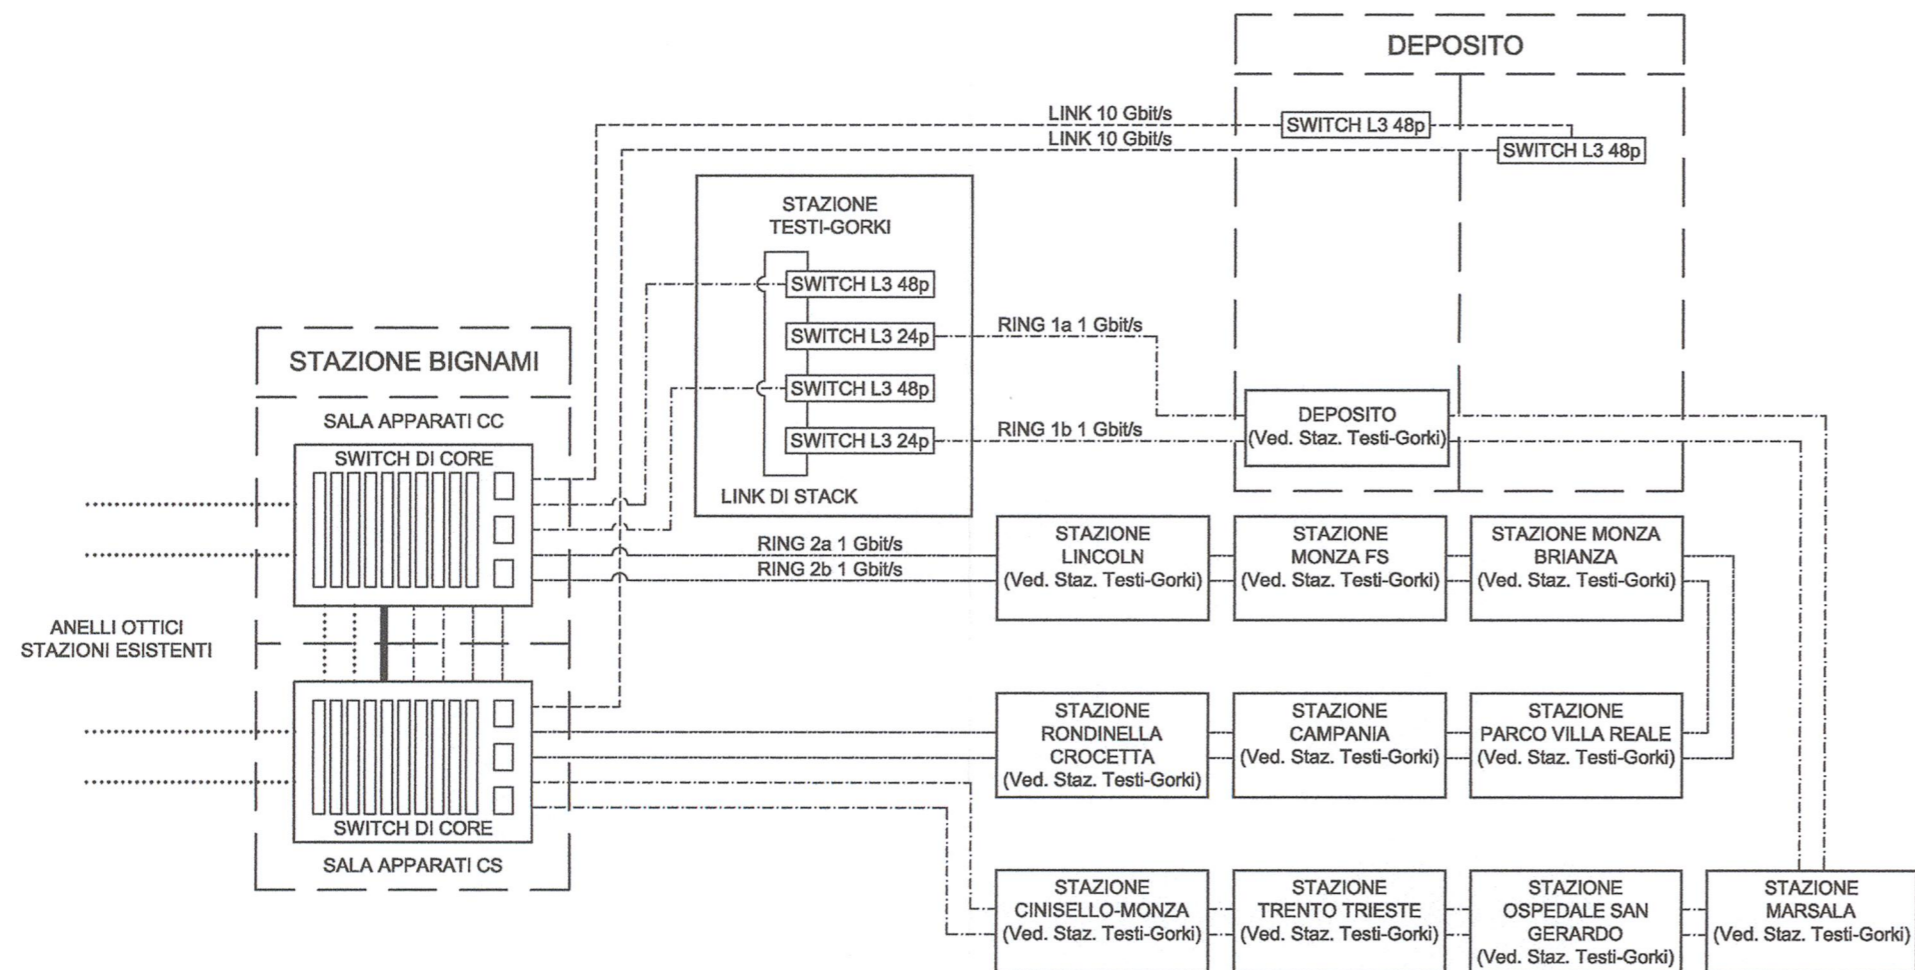 DEPOSITO
LINK 10 Gbit/s
SWITCH L3 48p
LINK 10 Gbit/s
SWITCH L3 48p
STAZIONE
TESTI-GORKI
SWITCH L3 48p
SWITCH L3 24p
SWITCH L3 48p
SWITCH L3 24p
LINK DI STACK
RING 1a 1 Gbit/s
RING 1b 1 Gbit/s
DEPOSITO
(Ved. Staz. Testi-Gorki)
STAZIONE BIGNAMI
SALA APPARATI CC
SWITCH DI CORE
RING 2a 1 Gbit/s
RING 2b 1 Gbit/s
STAZIONE
LINCOLN
(Ved. Staz. Testi-Gorki)
STAZIONE
MONZA FS
(Ved. Staz. Testi-Gorki)
STAZIONE MONZA
BRIANZA
(Ved. Staz. Testi-Gorki)
ANELLI OTTICI
STAZIONI ESISTENTI
SWITCH DI CORE
SALA APPARATI CS
STAZIONE
RONDINELLA
CROCETTA
(Ved. Staz. Testi-Gorki)
STAZIONE
CAMPANIA
(Ved. Staz. Testi-Gorki)
STAZIONE
PARCO VILLA REALE
(Ved. Staz. Testi-Gorki)
STAZIONE
CINISELLO-MONZA
(Ved. Staz. Testi-Gorki)
STAZIONE
TRENTO TRIESTE
(Ved. Staz. Testi-Gorki)
STAZIONE
OSPEDALE SAN
GERARDO
(Ved. Staz. Testi-Gorki)
STAZIONE
MARSALA
(Ved. Staz. Testi-Gorki)